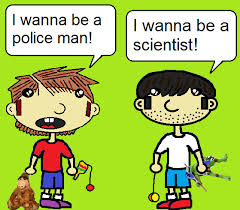 I wanna be a
police man!
I wanna be a
scientist!